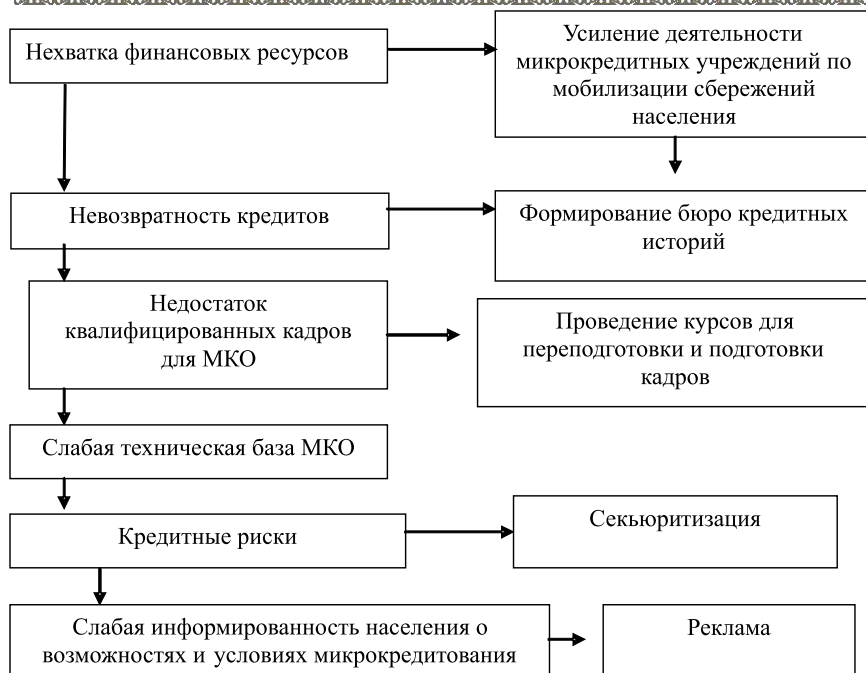 Нехватка финансовых ресурсов
Усиление деятельности
микрокредитных учреждений по
мобилизации сбережений
населения
Невозвратность кредитов
Формирование бюро кредитных
историй
Недостаток
квалифицированных кадров
для МКО
Проведение курсов для
переподготовки и подготовки
кадров
Слабая техническая база МКО
Кредитные риски
Секьюритизация
Слабая информированность населения о
возможностях и условиях микрокредитования
Реклама